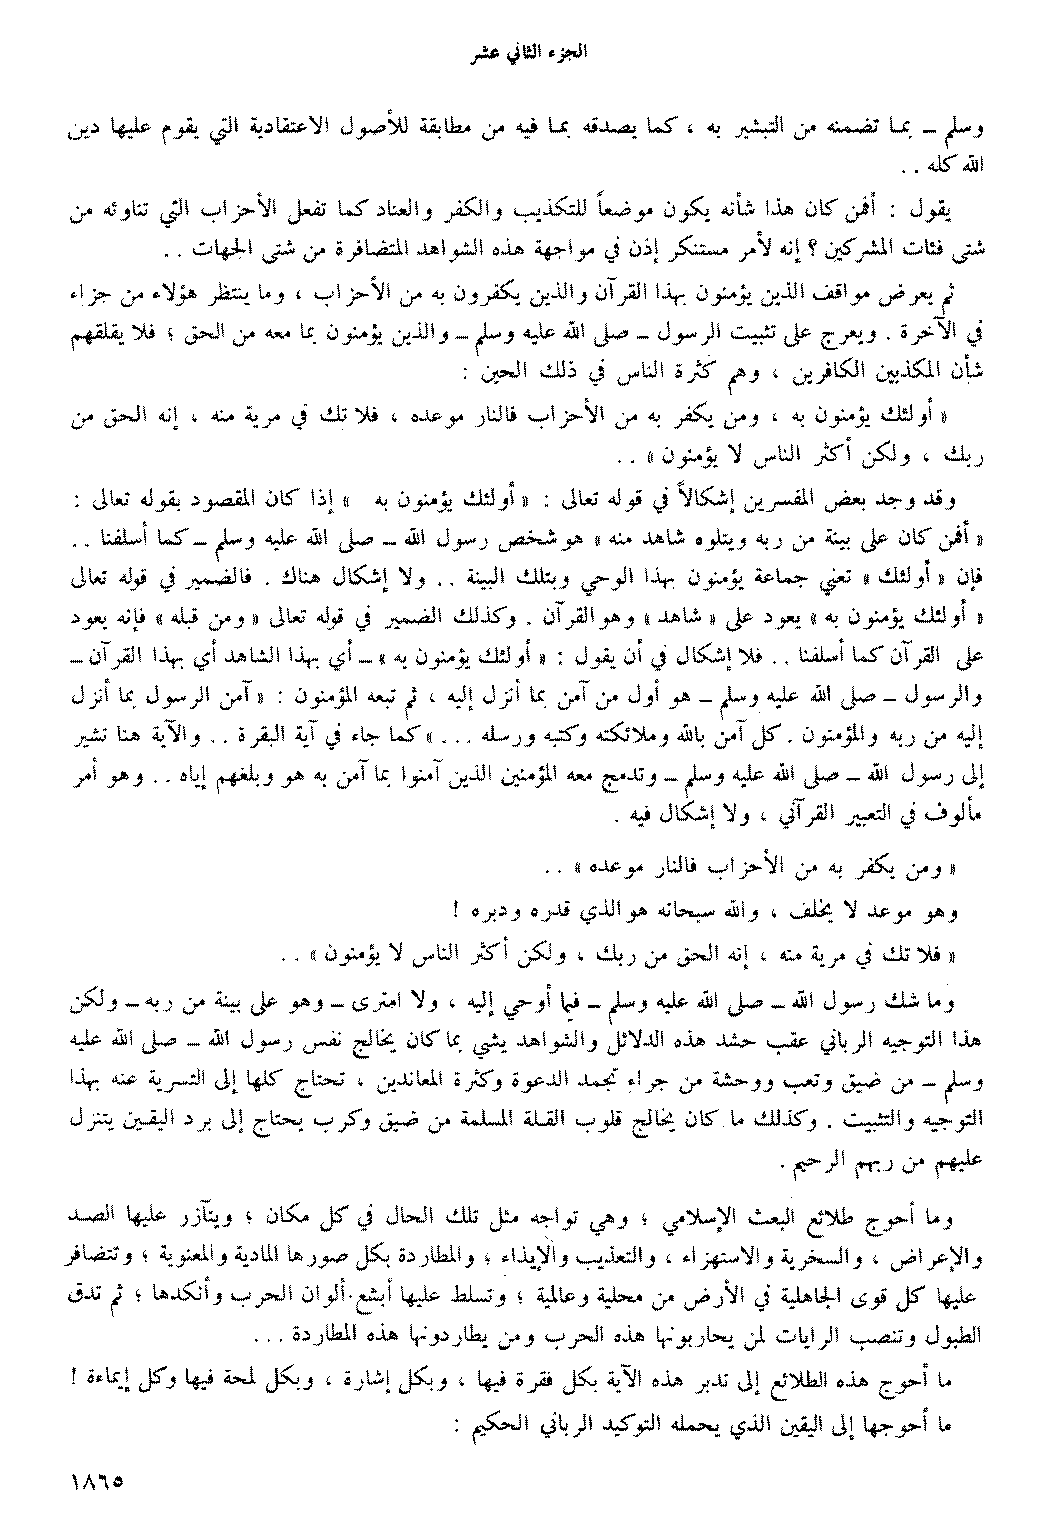 الجزء الثاني عشر
وسلم ــ بمـا تضمنه من التبشير به ، كما يصدقه بمـا فيه من مطابقة للأصول الاعتقادية التي يقوم عليها دين
الله كله . .
يقول : أفمن كان هذا شأنه يكون موضعاً للتكذيب والكفر والعناد كما تفعل الأحزاب التي تناوئه من
شتى فئات المشركين ؟ إنه لأمر مستنكر إذن في مواجهة هذه الشواهد المتضافرة من شتى الجهات . .
ثم يعرض مواقف الذين يؤمنون بهذا القرآن والذين يكفرون به من الأحزاب ، وما ينتظر هؤلاء من جزاء
في الآخرة . ويعرج على تثبيت الرسول ــ صلى الله عليه وسلم ــ والذين يؤمنون بما معه من الحق ؛ فلا يقلقهم
شأن المكذبين الكافرين ، وهم كثرة الناس في ذلك الحين :
« أولئك يؤمنون به ، ومن يكفر به من الأحزاب فالنار موعده ، فلا تك في مرية منه ، إنه الحق من
ربك ، ولكن أكثر الناس لا يؤمنون » . .
وقد وجد بعض المفسرين إشكالاً في قوله تعالى : « أولئك يؤمنون به » إذا كان المقصود بقوله تعالى :
« أفمن كان على بينة من ربه ويتلوه شاهد منه » هو شخص رسول الله ــ صلى الله عليه وسلم ــ كما أسلفنا . .
فإن « أولئك » تعني جماعة يؤمنون بهذا الوحي وبتلك البينة . . ولا إشكال هناك . فالضمير في قوله تعالى
« أولئك يؤمنون به » يعود على « شاهد » وهو القرآن . وكذلك الضمير في قوله تعالى « ومن قبله » فإنه يعود
على القرآن كما أسلفنا . . فلا إشكال في أن يقول : « أولئك يؤمنون به » ــ أي بهذا الشاهد أي بهذا القرآن ــ
والرسول ــ صلى الله عليه وسلم ــ هو أول من آمن بما أنزل إليه ، ثم تبعه المؤمنون : « آمن الرسول بما أنزل
إليه من ربه والمؤمنون . كل آمن بالله وملائكته وكتبه ورسله . . . » كما جاء في آية البقرة . . والآية هنا تشير
إلى رسول الله ــ صلى الله عليه وسلم ــ وتدمج معه المؤمنين الذين آمنوا بما آمن به هو وبلغهم إياه . . وهو أمر
مألوف في التعبير القرآني ، ولا إشكال فيه .
« ومن يكفر به من الأحزاب فالنار موعده » . .
وهو موعد لا يخلف ، والله سبحانه هو الذي قدره ودبره !
« فلا تك في مرية منه ، إنه الحق من ربك ، ولكن أكثر الناس لا يؤمنون » . .
وما شك رسول الله ــ صلى الله عليه وسلم ــ فيما أوحي إليه ، ولا امترى ــ وهو على بينة من ربه ــ ولكن
هذا التوجيه الرباني عقب حشد هذه الدلائل والشواهد يشي بما كان يخالج نفس رسول الله ــ صلى الله عليه
وسلم ــ من ضيق وتعب ووحشة من جراء تجمد الدعوة وكثرة المعاندين ، تحتاج كلها إلى التسرية عنه بهذا
التوجيه والتثبيت . وكذلك ما كان يخالج قلوب القلة المسلمة من ضيق وكرب يحتاج إلى برد اليقين يتنزل
عليهم من ربهم الرحيم .
وما أحوج طلائع البعث الإسلامي ؛ وهي تواجه مثل تلك الحال في كل مكان ؛ ويتآزر عليها الصد
والإعراض ، والسخرية والاستهزاء ، والتعذيب والإيذاء ؛ والمطاردة بكل صورها المادية والمعنوية ؛ وتتضافر
عليها كل قوى الجاهلية في الأرض من محلية وعالمية ؛ وتسلط عليها أبشع ألوان الحرب وأنكدها ؛ ثم تدق
الطبول وتنصب الرايات لمن يحاربونها هذه الحرب ومن يطاردونها هذه المطاردة . . .
ما أحوج هذه الطلائع إلى تدبر هذه الآية بكل فقرة فيها ، وبكل إشارة ، وبكل لمحة فيها وكل إيماءة !
ما أحوجها إلى اليقين الذي يحمله التوكيد الرباني الحكيم :
١٨٦٥